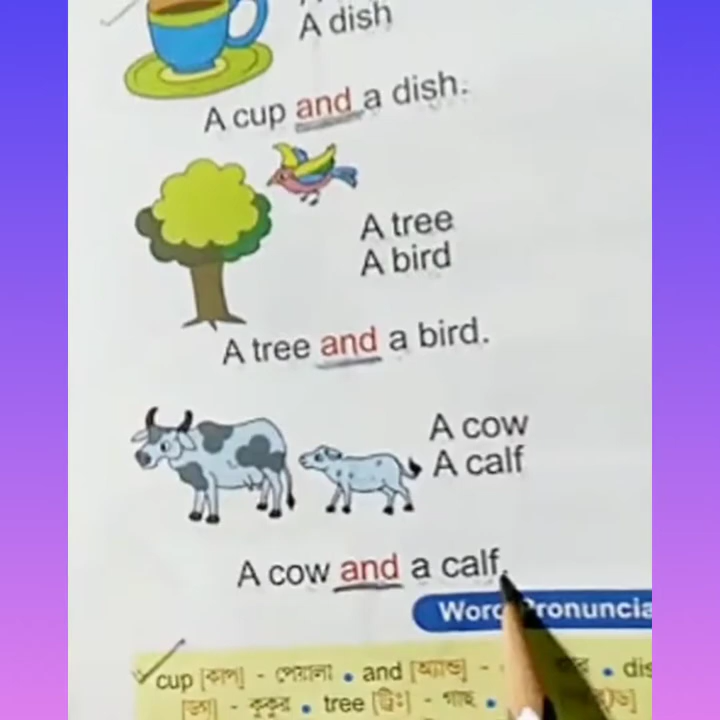 A dish
A cup and a dish.
A tree
A bird
A tree and a bird.
A cow
A calf
A cow and a calf.
Word Pronuncia
cup [কাপ] - পেয়ালা • and [অ্যান্ড] - • dis
[ডগ] - কুকুর • tree [ট্রিঃ] - গাছ •